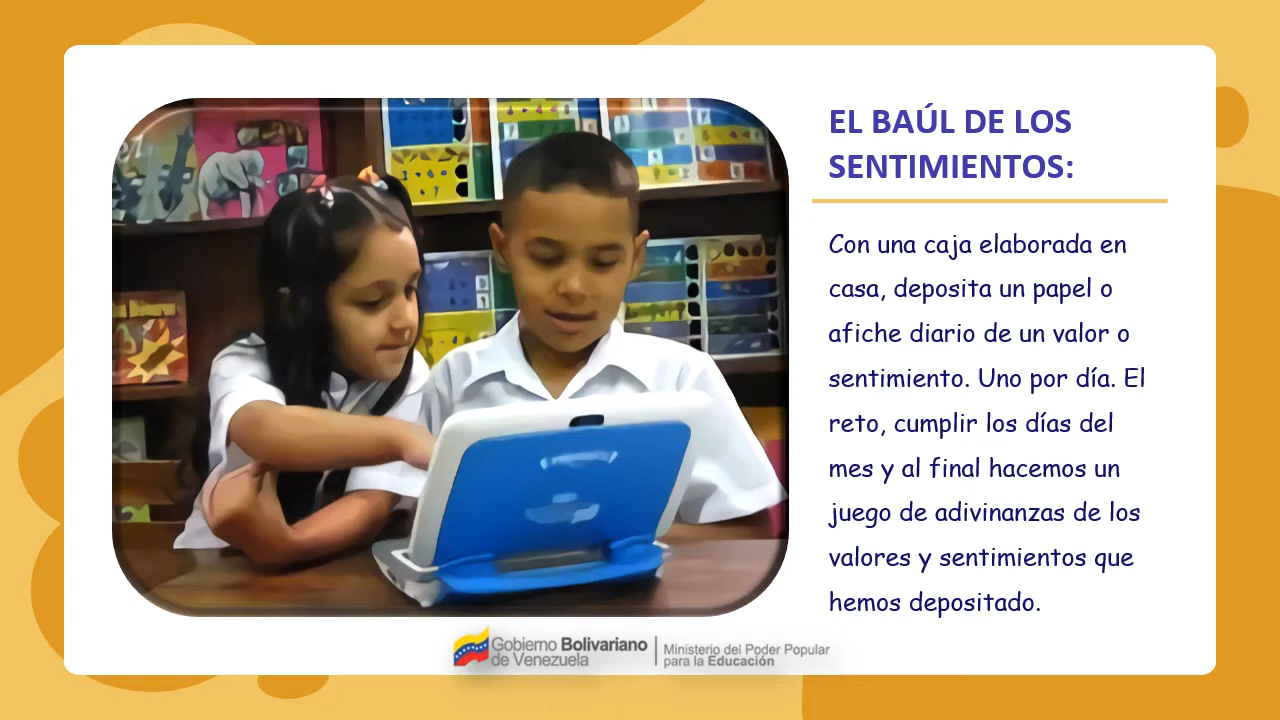 EL BAÚL DE LOS
SENTIMIENTOS:
Con una caja elaborada en
casa, deposita un papel o
afiche diario de un valor o
sentimiento. Uno por día. El
reto, cumplir los días del
mes y al final hacemos un
juego de adivinanzas de los
valores y sentimientos que
hemos depositado.
Gobierno Bolivariano
de Venezuela
Ministerio del Poder Popular
para la Educación